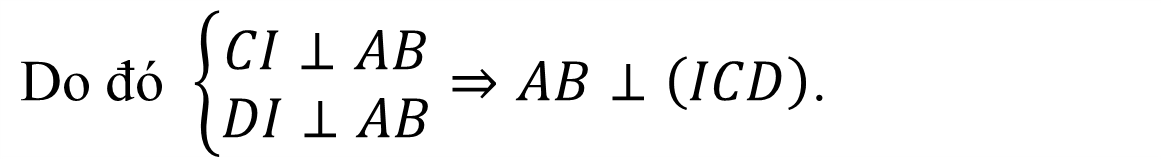 Do đó {CI ⊥ AB
DI ⊥ AB ⇒ AB ⊥ (ICD).